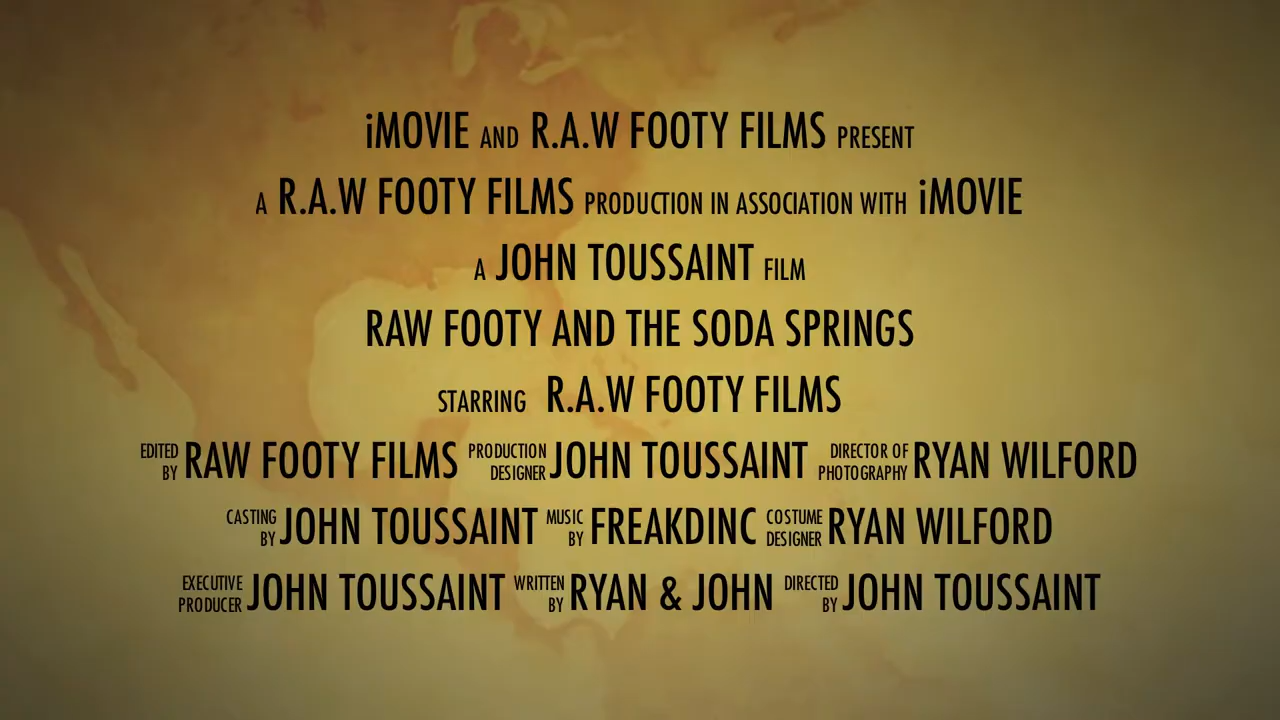 iMOVIE AND R.A.W FOOTY FILMS PRESENT
A R.A.W FOOTY FILMS PRODUCTION IN ASSOCIATION WITH iMOVIE
A JOHN TOUSSAINT FILM
RAW FOOTY AND THE SODA SPRINGS
STARRING R.A.W FOOTY FILMS
EDITED BY RAW FOOTY FILMS PRODUCTION DESIGNER JOHN TOUSSAINT DIRECTOR OF PHOTOGRAPHY RYAN WILFORD
CASTING BY JOHN TOUSSAINT MUSIC BY FREAKDINC COSTUME DESIGNER RYAN WILFORD
EXECUTIVE PRODUCER JOHN TOUSSAINT WRITTEN BY RYAN & JOHN DIRECTED BY JOHN TOUSSAINT